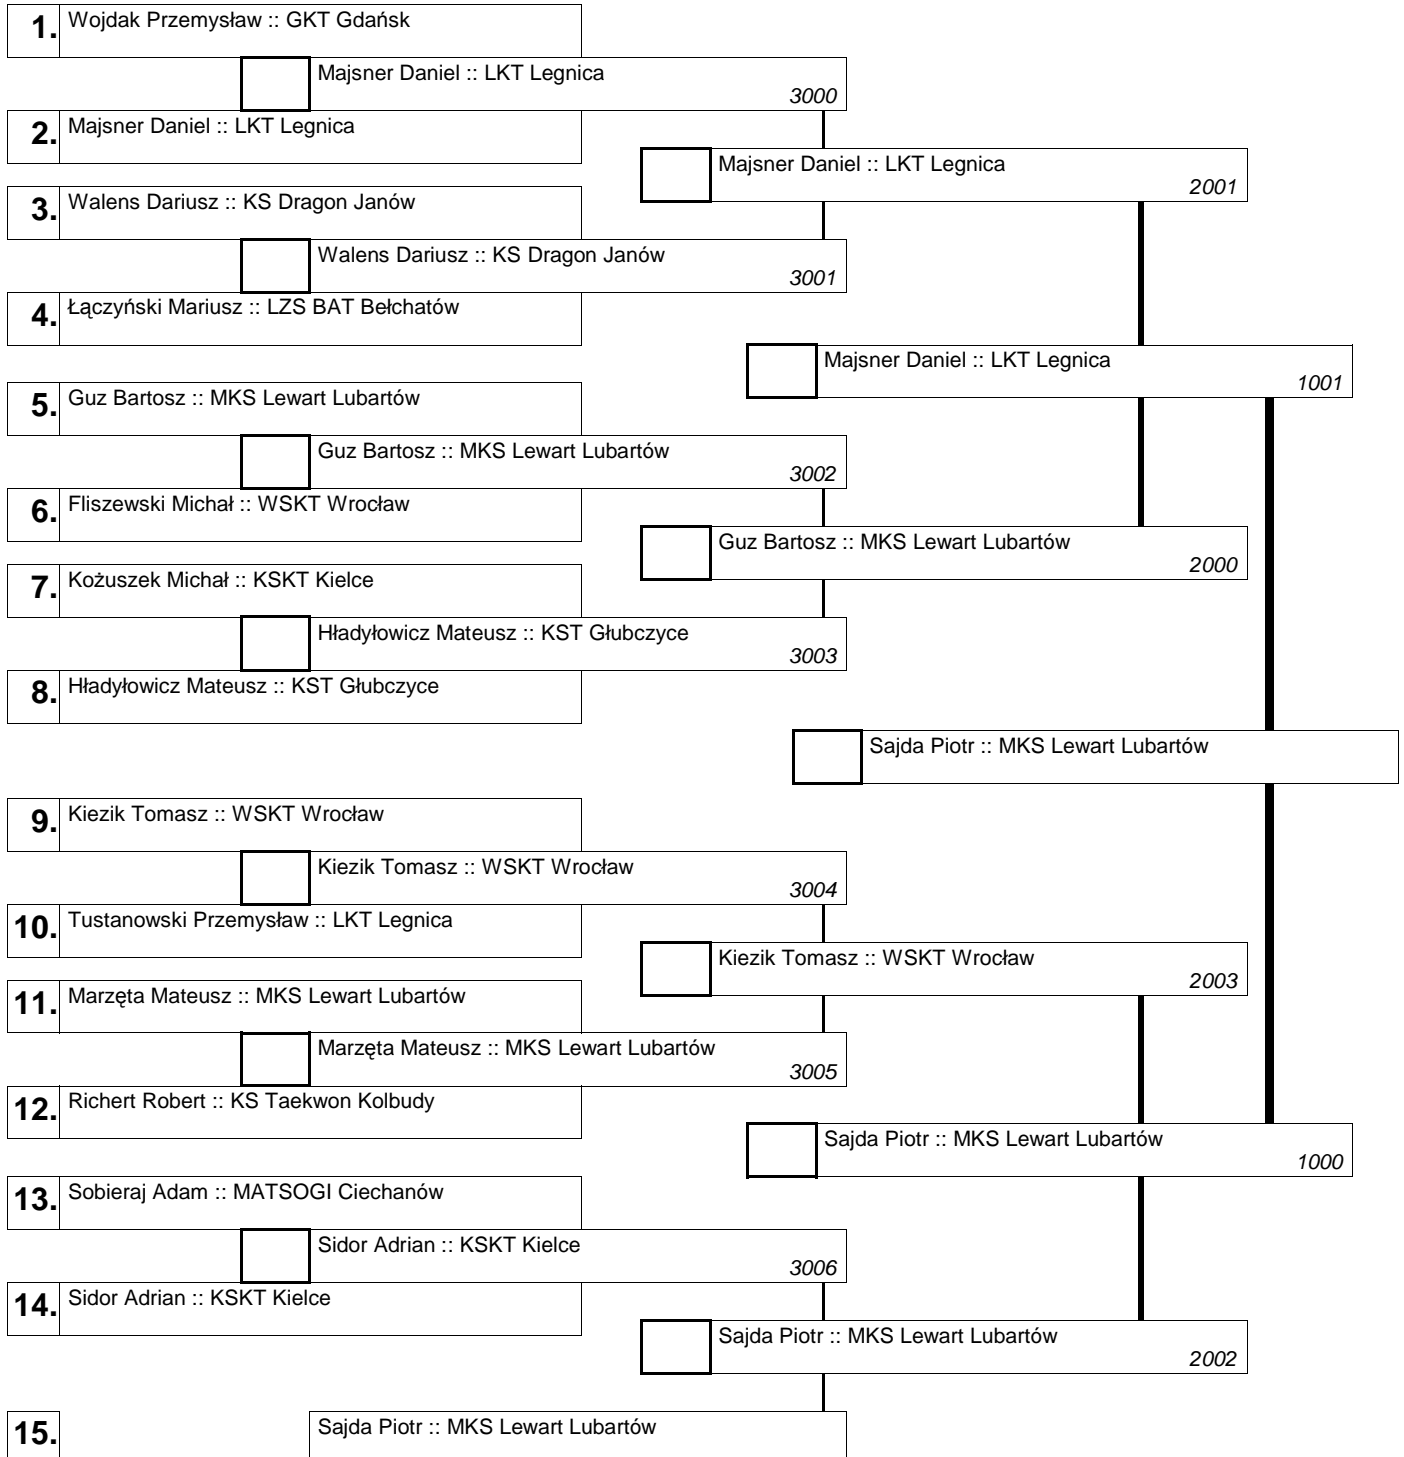 1. Wojdak Przemysław :: GKT Gdańsk
Majsner Daniel :: LKT Legnica
3000
2. Majsner Daniel :: LKT Legnica
Majsner Daniel :: LKT Legnica
2001
3. Walens Dariusz :: KS Dragon Janów
Walens Dariusz :: KS Dragon Janów
3001
4. Łączyński Mariusz :: LZS BAT Bełchatów
Majsner Daniel :: LKT Legnica
1001
5. Guz Bartosz :: MKS Lewart Lubartów
Guz Bartosz :: MKS Lewart Lubartów
3002
6. Fliszewski Michał :: WSKT Wrocław
Guz Bartosz :: MKS Lewart Lubartów
2000
7. Kożuszek Michał :: KSKT Kielce
Hładyłowicz Mateusz :: KST Głubczyce
3003
8. Hładyłowicz Mateusz :: KST Głubczyce
Sajda Piotr :: MKS Lewart Lubartów
9. Kiezik Tomasz :: WSKT Wrocław
Kiezik Tomasz :: WSKT Wrocław
3004
10. Tustanowski Przemysław :: LKT Legnica
Kiezik Tomasz :: WSKT Wrocław
2003
11. Marzęta Mateusz :: MKS Lewart Lubartów
Marzęta Mateusz :: MKS Lewart Lubartów
3005
12. Richert Robert :: KS Taekwon Kolbudy
Sajda Piotr :: MKS Lewart Lubartów
1000
13. Sobieraj Adam :: MATSOGI Ciechanów
Sidor Adrian :: KSKT Kielce
3006
14. Sidor Adrian :: KSKT Kielce
Sajda Piotr :: MKS Lewart Lubartów
2002
15. Sajda Piotr :: MKS Lewart Lubartów